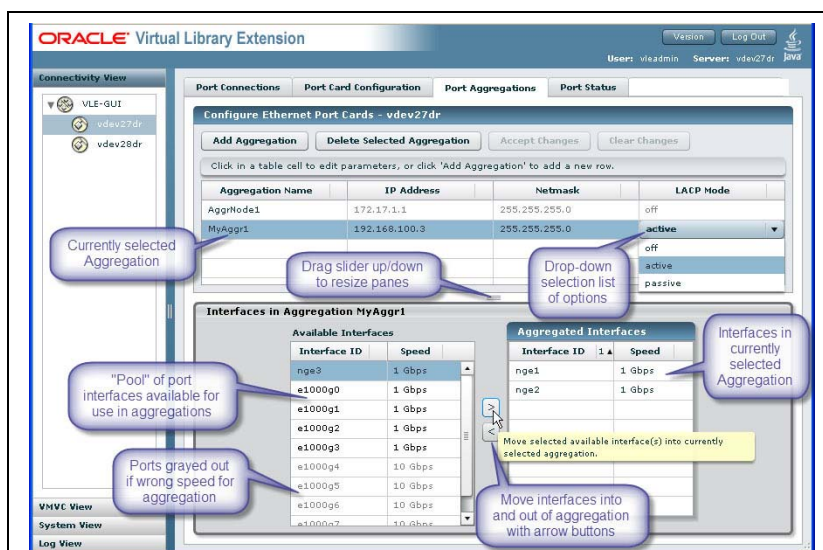 ORACLE® Virtual Library Extension
Version
Log Out
Java
User: vleadmin Server: vdev27dr
Connectivity View
VLE-GUI
vdev27dr
vdev28dr
VMVC View
System View
Log View
Port Connections
Port Card Configuration
Port Aggregations
Port Status
Configure Ethernet Port Cards - vdev27dr
Add Aggregation
Delete Selected Aggregation
Accept Changes
Clear Changes
Click in a table cell to edit parameters, or click 'Add Aggregation' to add a new row.
Aggregation Name IP Address Netmask LACP Mode
AggrNode1 172.17.1.1 255.255.255.0 off
MyAggr1 192.168.100.3 255.255.255.0 active
off
active
passive
Currently selected
Aggregation
Drag slider up/down
to resize panes
Drop-down
selection list
of options
Interfaces in Aggregation MyAggr1
Available Interfaces
Interface ID Speed
nge3 1 Gbps
e1000g0 1 Gbps
e1000g1 1 Gbps
e1000g2 1 Gbps
e1000g3 1 Gbps
e1000g4 10 Gbps
e1000g5 10 Gbps
e1000g6 10 Gbps
e1000g7 10 Gbps
>
<
Aggregated Interfaces
Interface ID 1▲ Speed
nge1 1 Gbps
nge2 1 Gbps
Move selected available interface(s) into currently
selected aggregation.
Interfaces in
currently
selected
Aggregation
"Pool" of port
interfaces available for
use in aggregations
Ports grayed out
if wrong speed for
aggregation
Move interfaces into
and out of aggregation
with arrow buttons